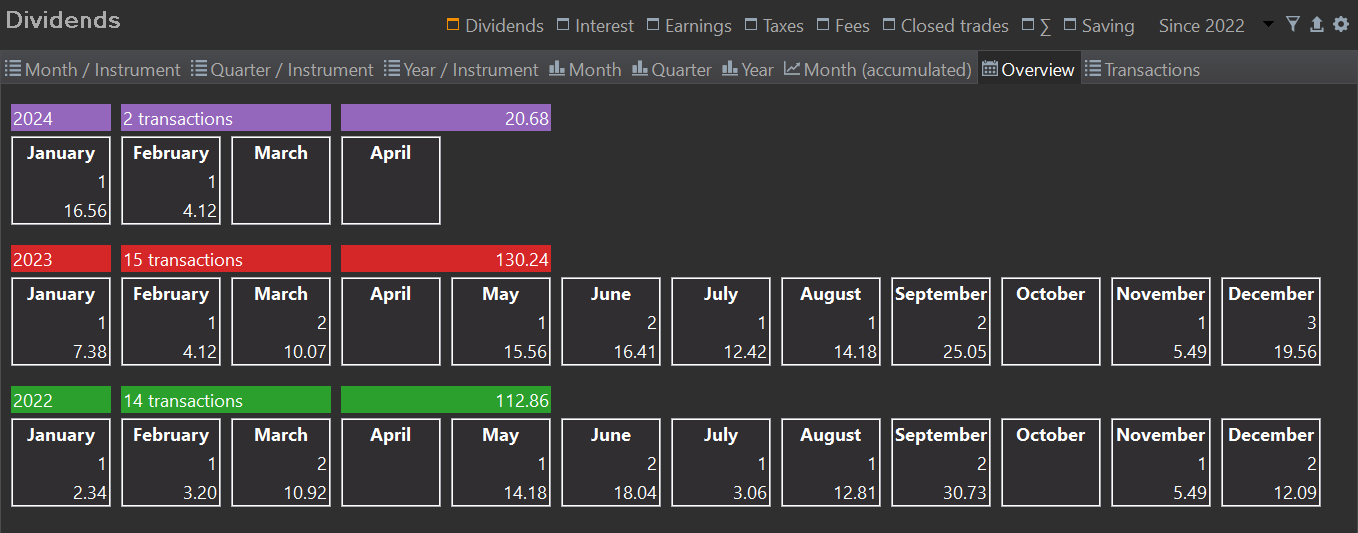 Dividends
Dividends Interest Earnings Taxes Fees Closed trades ∑ Saving Since 2022
Month / Instrument Quarter / Instrument Year / Instrument Month Quarter Year Month (accumulated) Overview Transactions
2024 2 transactions 20.68
January February March April
1 1
16.56 4.12
2023 15 transactions 130.24
January February March April May June July August September October November December
1 1 2 1 2 1 1 2 1 3
7.38 4.12 10.07 15.56 16.41 12.42 14.18 25.05 5.49 19.56
2022 14 transactions 112.86
January February March April May June July August September October November December
1 1 2 1 2 1 1 2 1 2
2.34 3.20 10.92 14.18 18.04 3.06 12.81 30.73 5.49 12.09